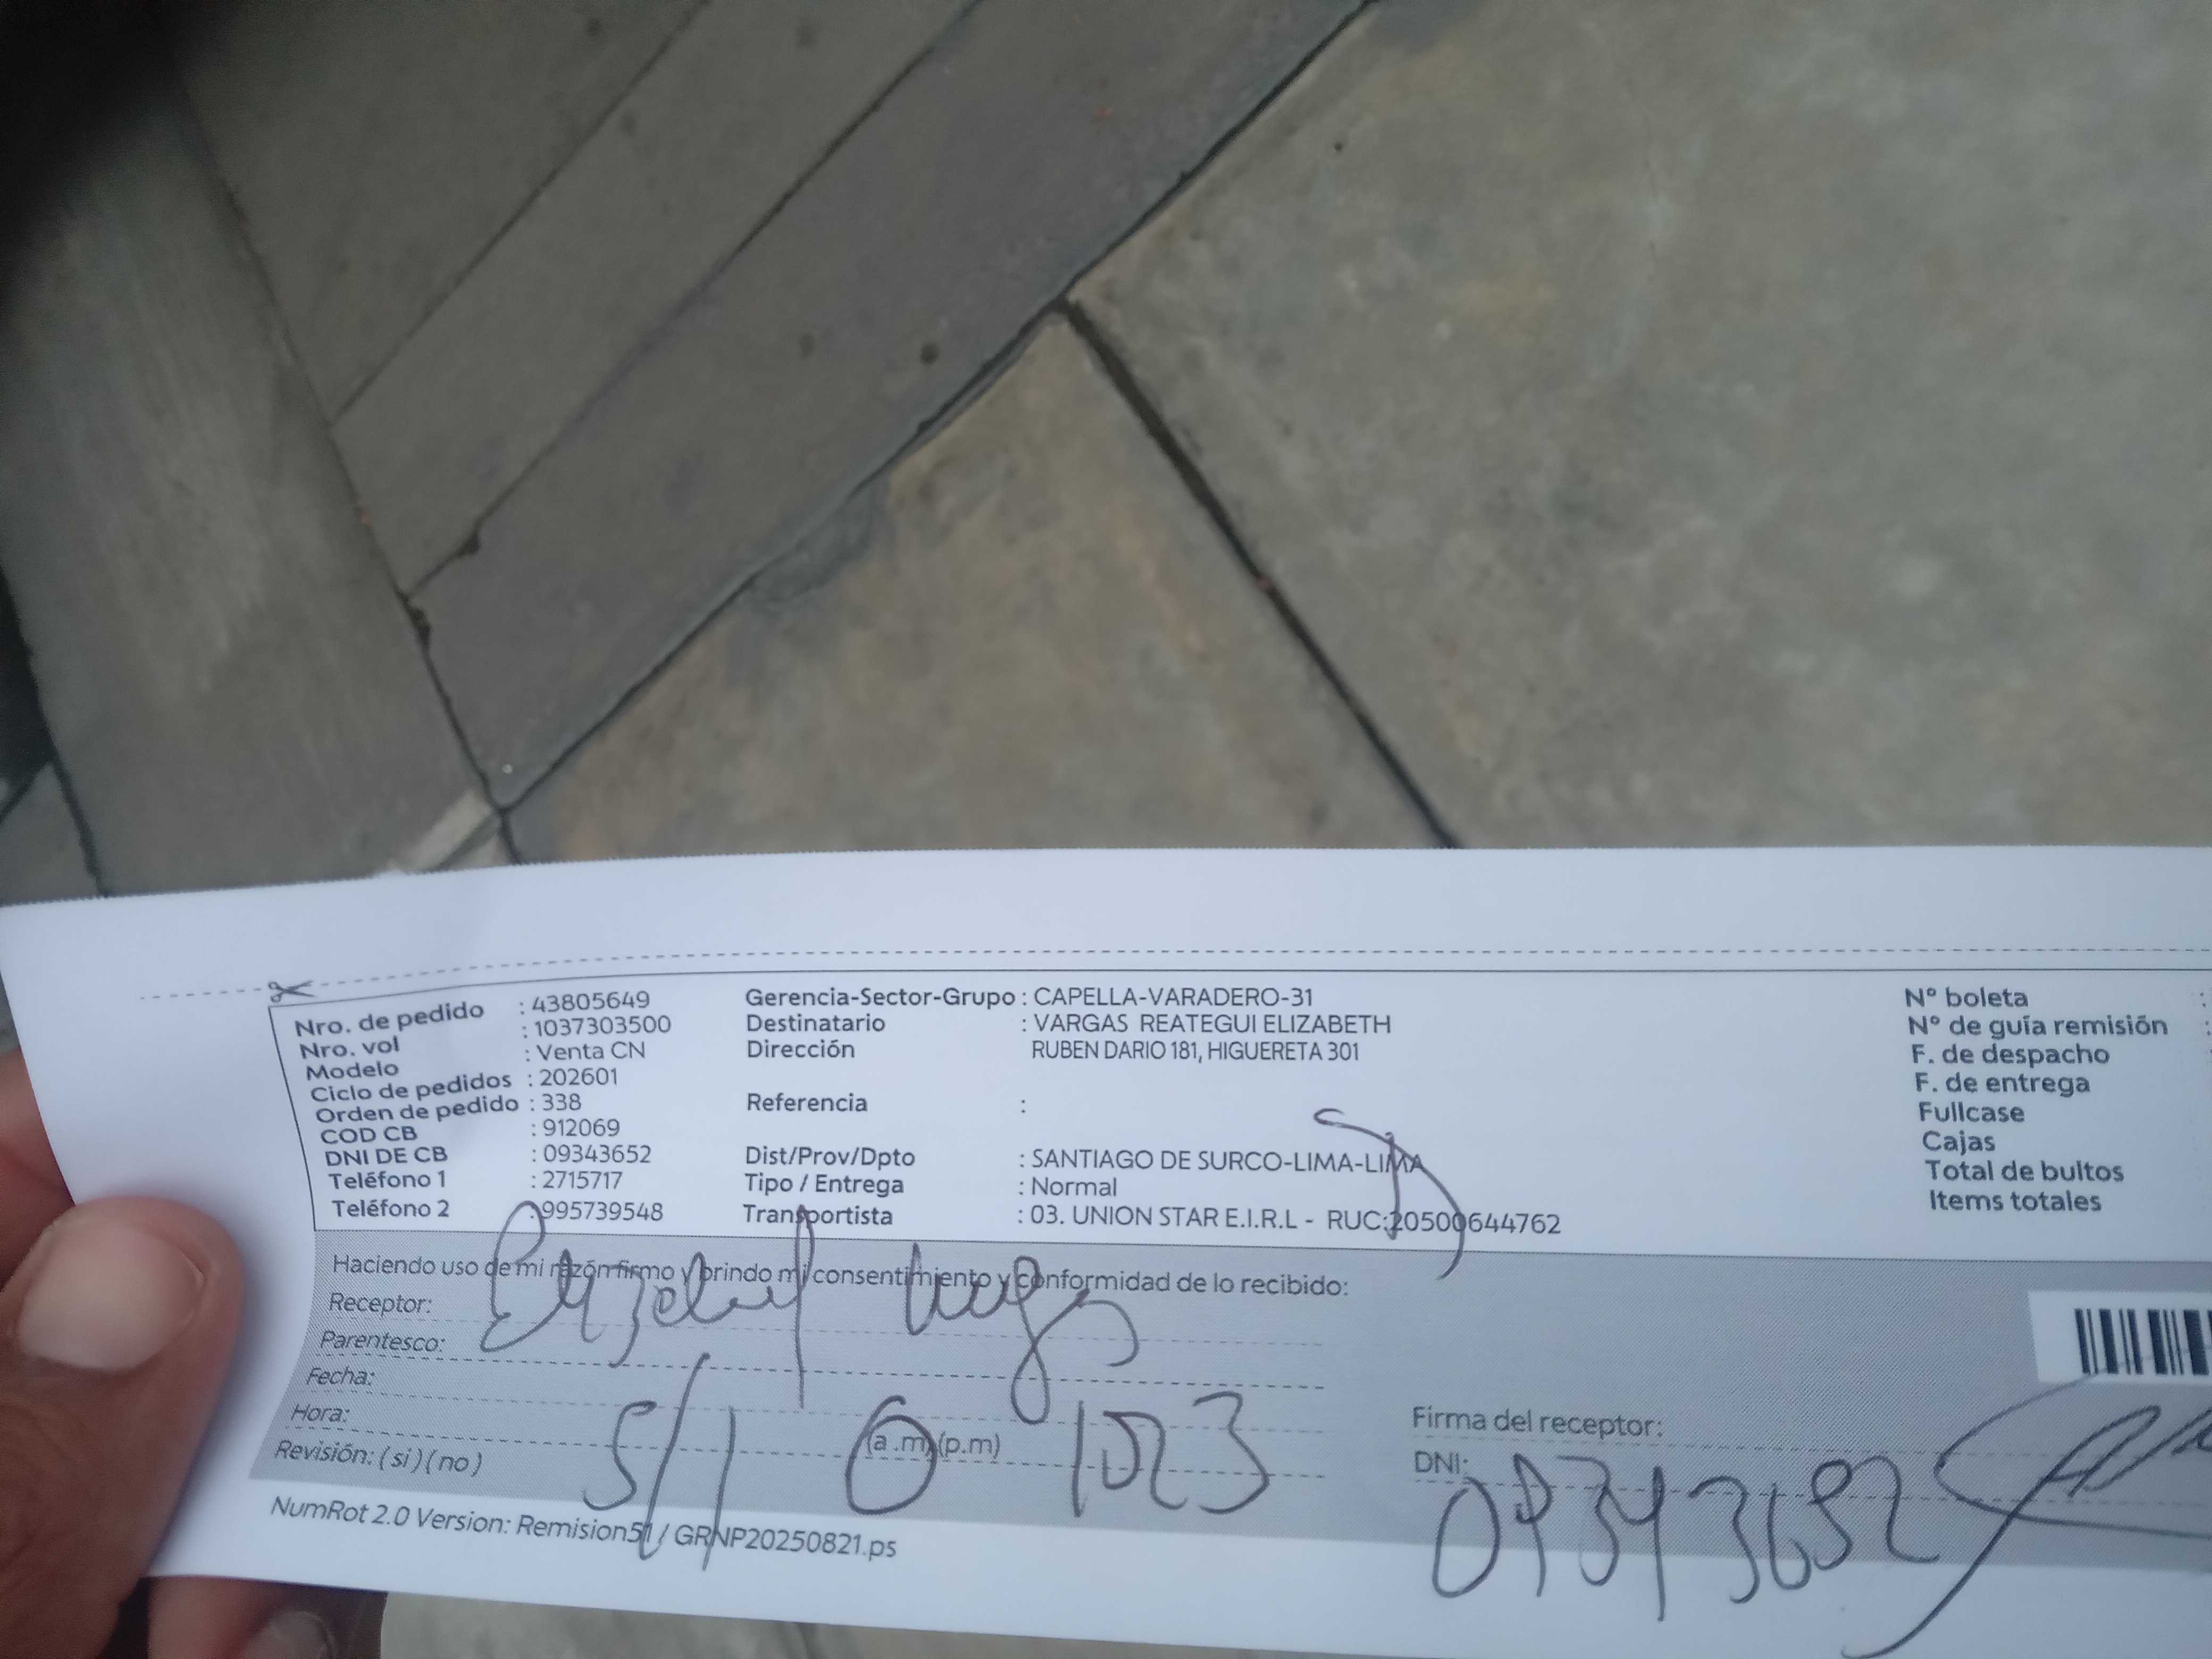 Nro. de pedido : 43805649
Nro. vol : 1037303500
Modelo : Venta CN
Ciclo de pedidos : 202601
Orden de pedido : 338
COD CB : 912069
DNI DE CB : 09343652
Teléfono 1 : 2715717
Teléfono 2 : 995739548
Gerencia-Sector-Grupo : CAPELLA-VARADERO-31
Destinatario : VARGAS REATEGUI ELIZABETH
Dirección RUBEN DARIO 181, HIGUERETA 301
Referencia :
Dist/Prov/Dpto : SANTIAGO DE SURCO-LIMA-LIMA
Tipo / Entrega : Normal
Transportista : 03. UNION STAR E.I.R.L - RUC:20500644762
N° boleta :
N° de guía remisión :
F. de despacho
F. de entrega
Fullcase
Cajas
Total de bultos
Items totales
Haciendo uso de mi razón firmo y brindo mi consentimiento y conformidad de lo recibido:
Receptor:
Parentesco:
Fecha:
Hora: (a.m)(p.m)
Revisión: (si)(no)
5/1 1023
Firma del receptor:
DNI: 09343652
NumRot 2.0 Version: Remision51 / GRNP20250821.ps